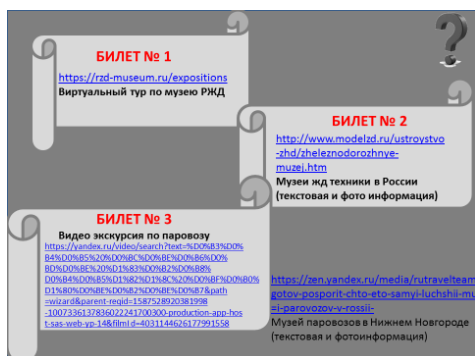 БИЛЕТ № 1
https://rzd-museum.ru/expositions
Виртуальный тур по музею РЖД
БИЛЕТ № 2
http://www.modelzd.ru/ustroystvo
-zhd/zheleznodorozhnye-
muzej.htm
Музеи жд техники в России
(текстовая и фото информация)
БИЛЕТ № 3
Видео экскурсия по паровозу
https://yandex.ru/video/search?text=%D0%B3%D0%
B4%D0%B5%20%D0%BC%D0%BE%D0%B6%D0%
BD%D0%BE%20%D1%83%D0%B2%D0%B8%
D0%B4%D0%B5%D1%82%D1%8C%20%D0%BF%D0%B0%
D1%80%D0%BE%D0%B2%D0%BE%D0%B7&path
=wizard&parent-reqid=1587528920381998
-1007336137836022241700300-production-app-hos
t-sas-web-yp-14&filmId=4031144626177991558
https://zen.yandex.ru/media/rutravelteam
gotov-posporit-chto-eto-samyi-luchshii-mu
=i-parovozov-v-rossii-
Музей паровозов в Нижнем Новгороде
(текстовая и фотоинформация)